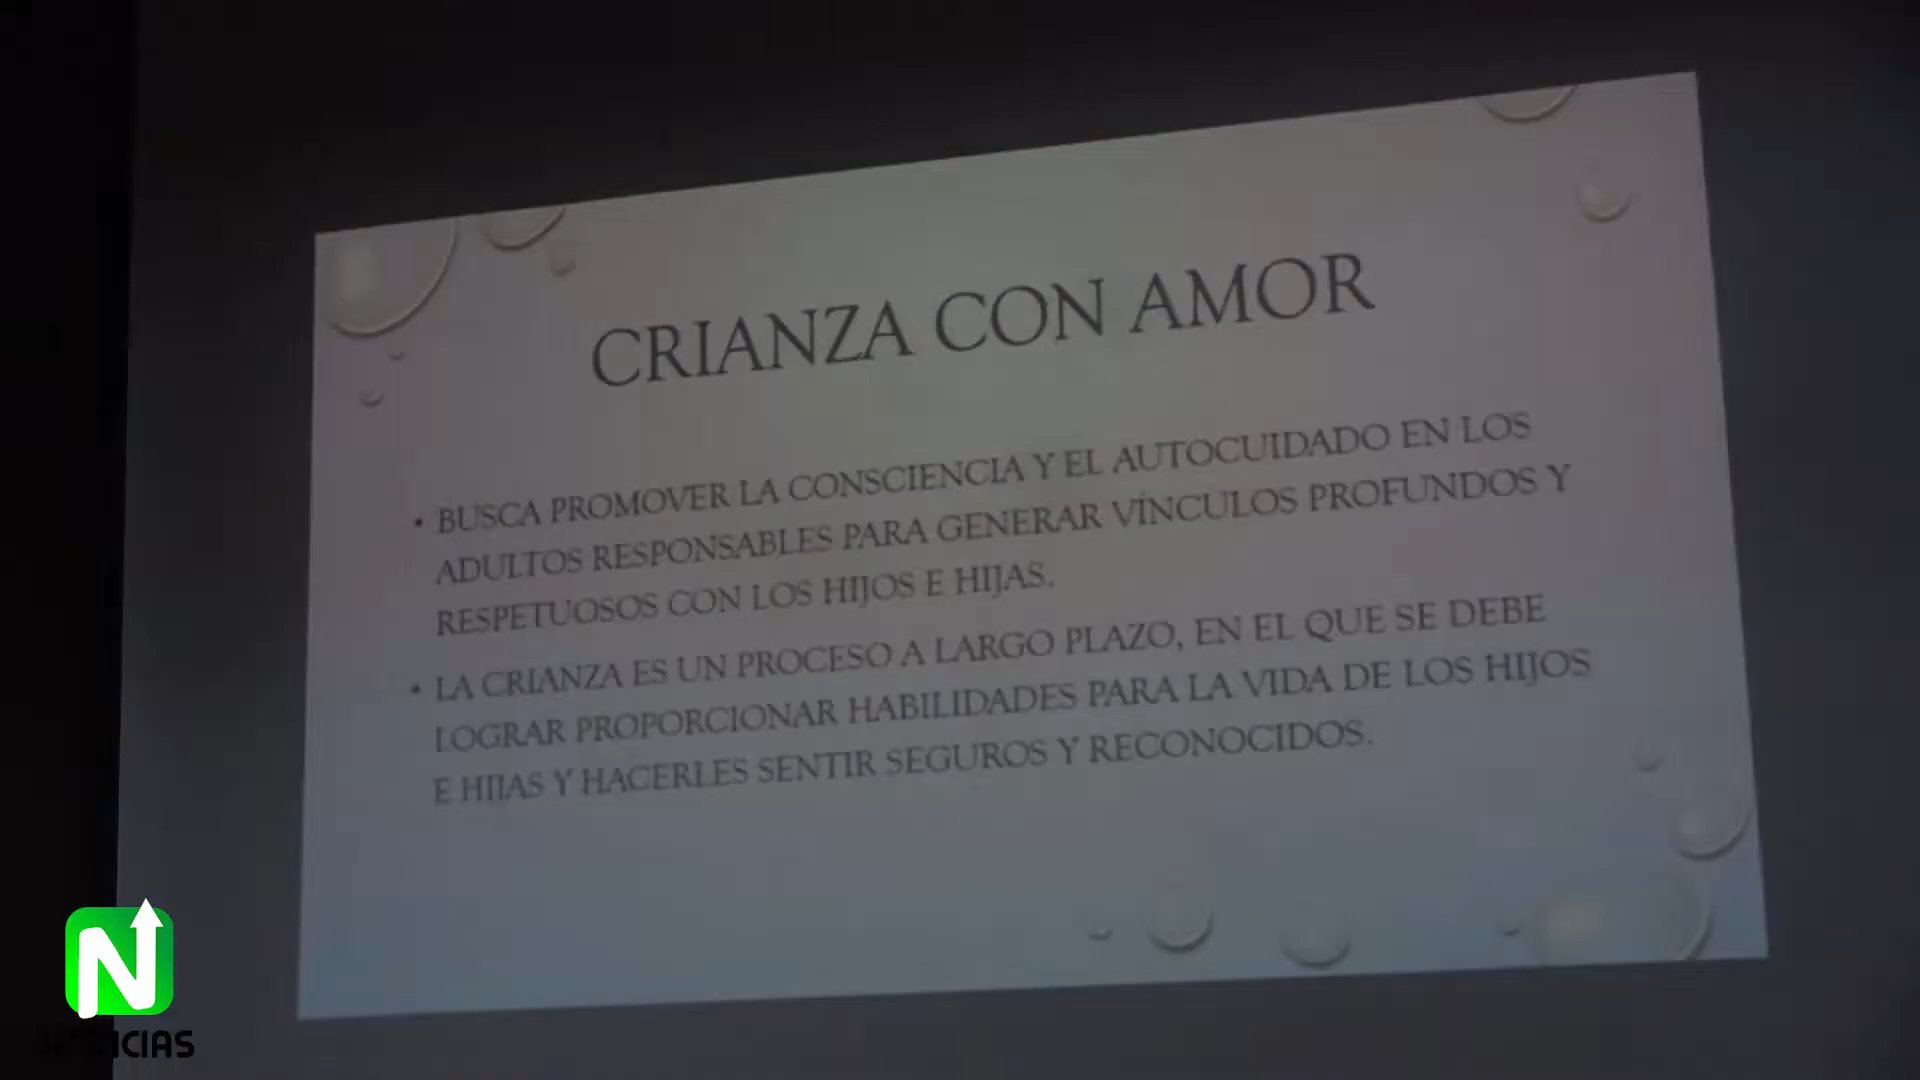 CRIANZA CON AMOR
• BUSCA PROMOVER LA CONSCIENCIA Y EL AUTOCUIDADO EN LOS
ADULTOS RESPONSABLES PARA GENERAR VÍNCULOS PROFUNDOS Y
RESPETUOSOS CON LOS HIJOS E HIJAS.
• LA CRIANZA ES UN PROCESO A LARGO PLAZO, EN EL QUE SE DEBE
LOGRAR PROPORCIONAR HABILIDADES PARA LA VIDA DE LOS HIJOS
E HIJAS Y HACERLES SENTIR SEGUROS Y RECONOCIDOS.
N
NOTICIAS